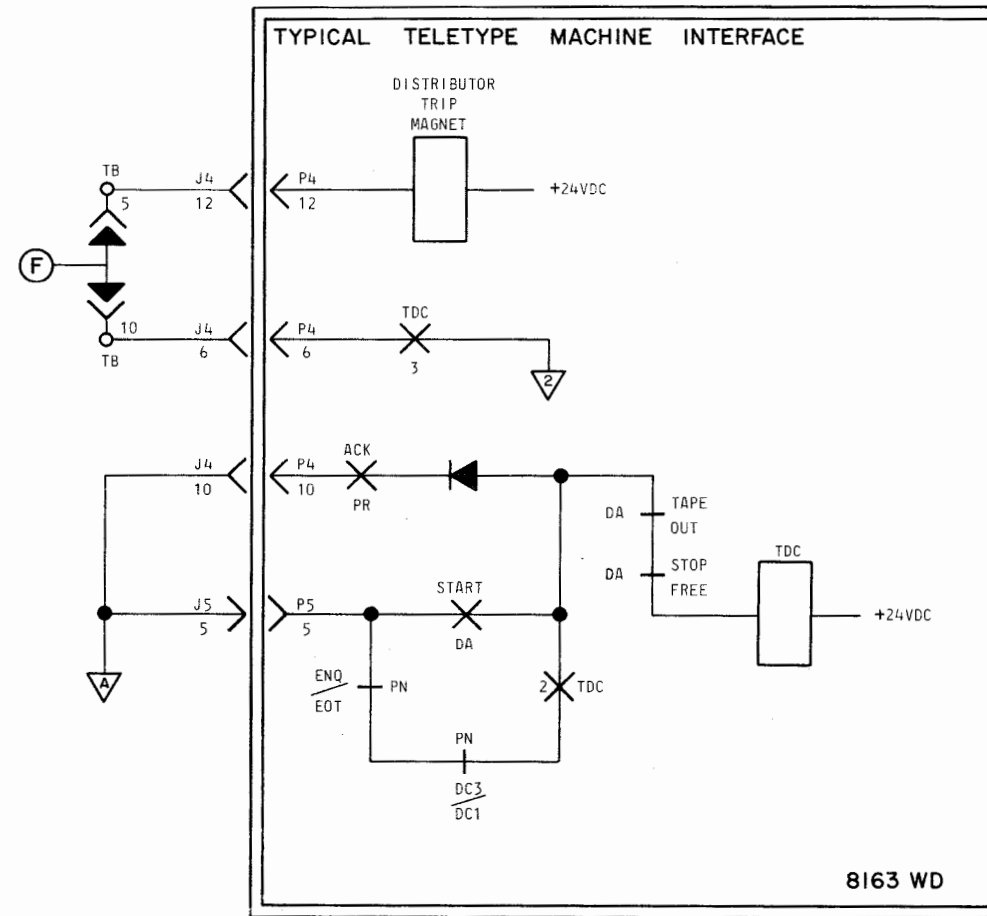 TYPICAL TELETYPE MACHINE INTERFACE
DISTRIBUTOR
TRIP
MAGNET
TB
5
J4
12
P4
12
+24VDC
F
10
TB
J4
6
P4
6
TDC
3
2
J4
10
P4
10
ACK
PR
DA
TAPE
OUT
DA
STOP
FREE
TDC
+24VDC
J5
5
P5
5
START
DA
A
ENQ
EOT
PN
2
TDC
PN
DC3
DC1
8163 WD